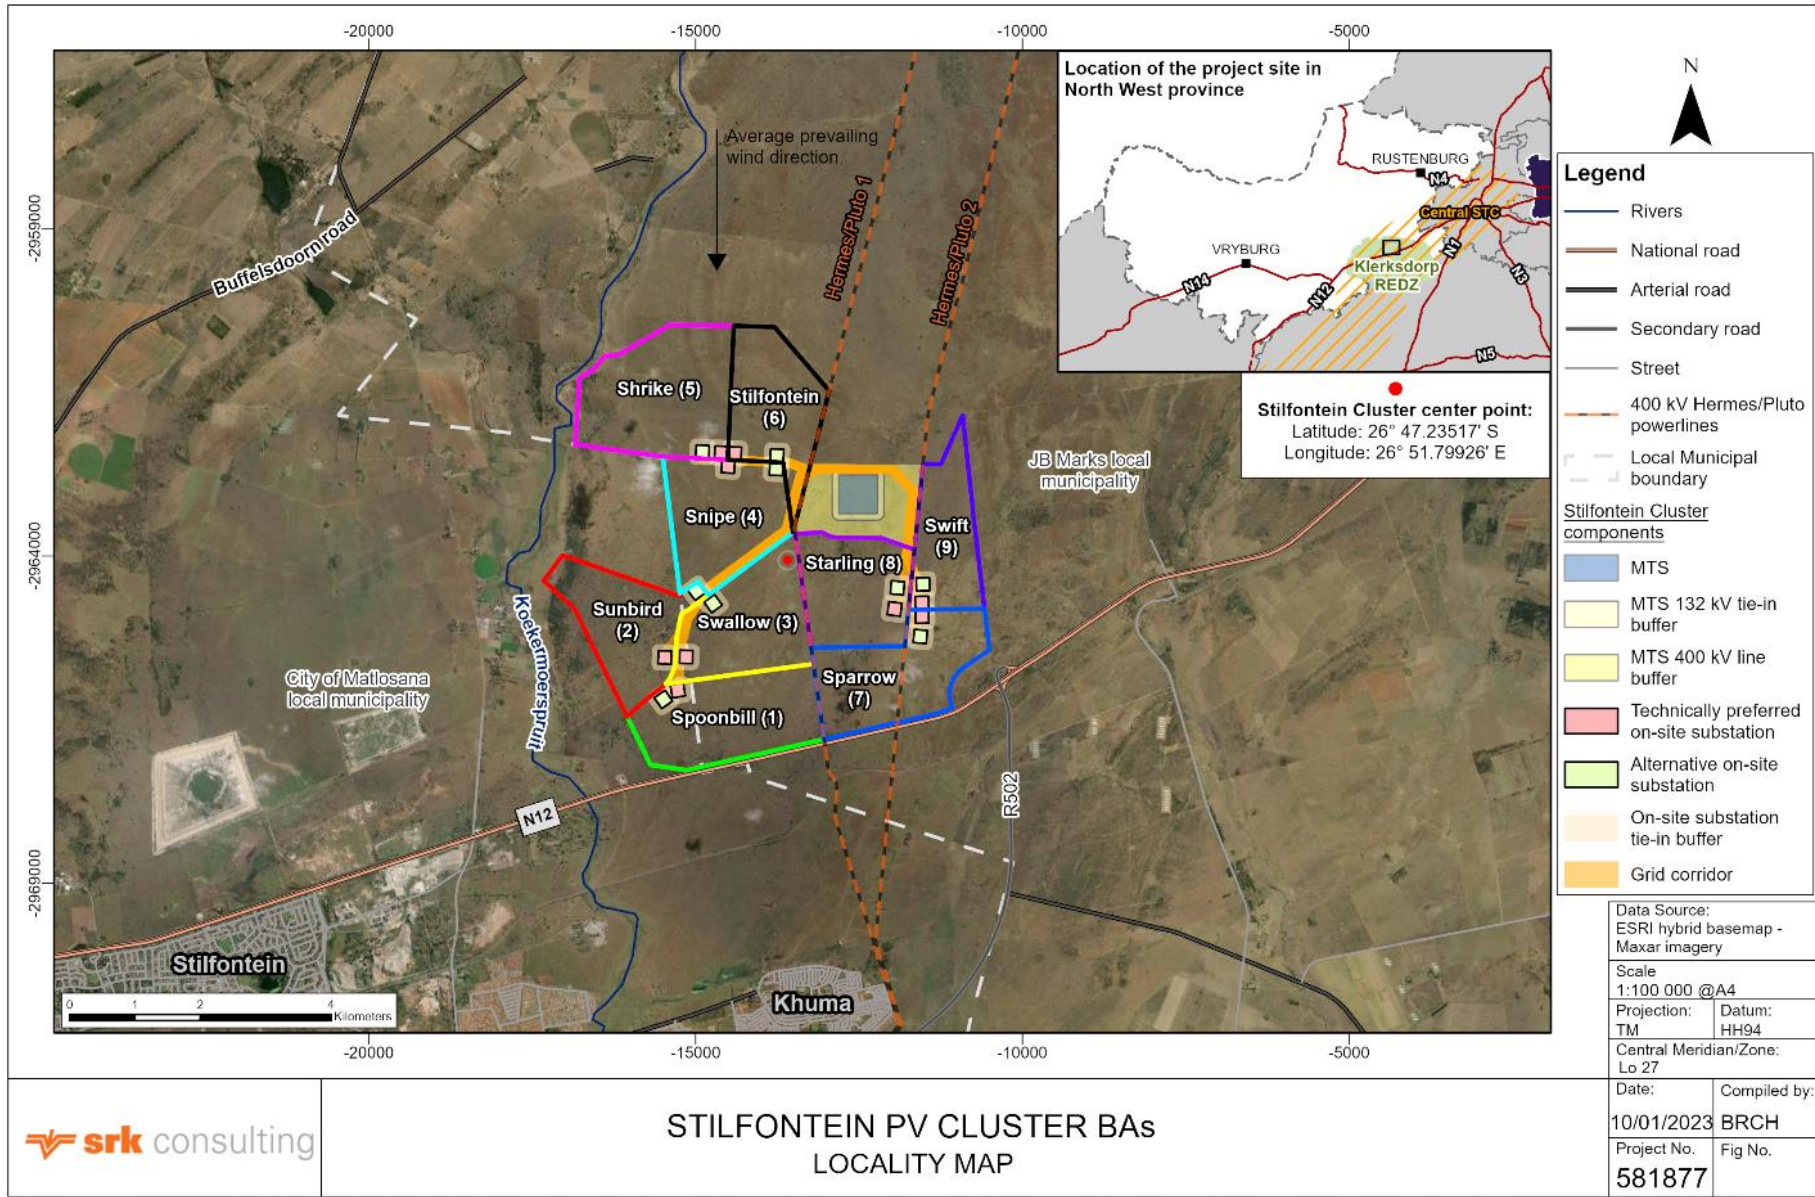 -20000
-15000
-10000
-5000
-2959000
-2964000
-2969000
Average prevailing
wind direction
Hermes/Pluto 1
Hermes/Pluto 2
Buffelsdoorn road
Shrike (5)
Stilfontein
(6)
Snipe (4)
Swift
(9)
Starling (8)
Sunbird
(2)
Swallow (3)
Sparrow
(7)
Spoonbill (1)
JB Marks local
municipality
City of Matlosana
local municipality
Koekermoerspruit
N12
R502
Stilfontein
Khuma
0
1
2
4
Kilometers
-20000
-15000
-10000
-5000
Location of the project site in
North West province
RUSTENBURG
N4
Central STC
VRYBURG
N1
Klerksdorp
REDZ
N14
N12
N3
N5
Stilfontein Cluster center point:
Latitude: 26° 47.23517' S
Longitude: 26° 51.79926' E
N
Legend
Rivers
National road
Arterial road
Secondary road
Street
400 kV Hermes/Pluto
powerlines
Local Municipal
boundary
Stilfontein Cluster
components
MTS
MTS 132 kV tie-in
buffer
MTS 400 kV line
buffer
Technically preferred
on-site substation
Alternative on-site
substation
On-site substation
tie-in buffer
Grid corridor
Data Source:
ESRI hybrid basemap -
Maxar imagery
Scale
1:100 000 @A4
Projection:
TM
Datum:
HH94
Central Meridian/Zone:
Lo 27
Date:
10/01/2023
Compiled by:
BRCH
Project No.
581877
Fig No.
srk consulting
STILFONTEIN PV CLUSTER BAs
LOCALITY MAP